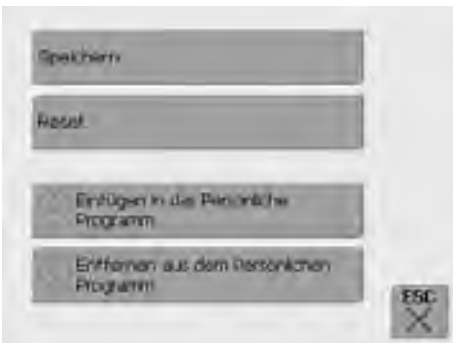 Speichern
Reset
Einfügen in das Persönliche
Programm
Entfernen aus dem Persönlichen
Programm
ESC